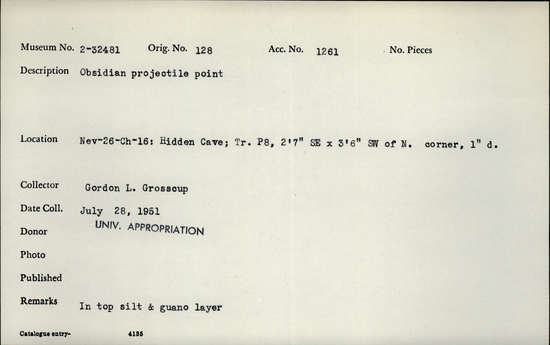 Museum No. 2-32481 Orig. No. 128 Acc. No. 1261 No. Pieces
Description Obsidian projectile point
Location Nev-26-Ch-16: Hidden Cave; Tr. P8, 2'7" SE x 3'6" SW of N. corner, 1" d.
Collector Gordon L. Grosscup
Date Coll. July 28, 1951
Donor UNIV. APPROPRIATION
Photo
Published
Remarks In top silt & guano layer
Catalogue entry- 4135